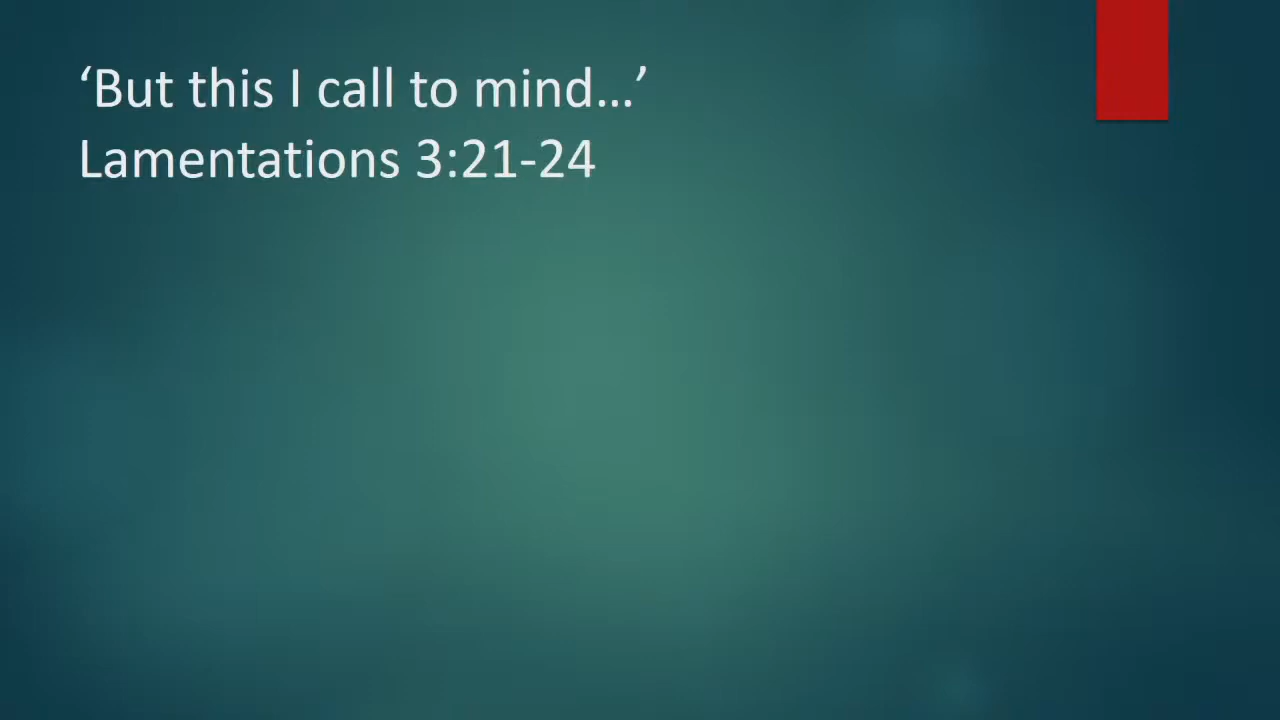 ‘But this I call to mind…’
Lamentations 3:21-24